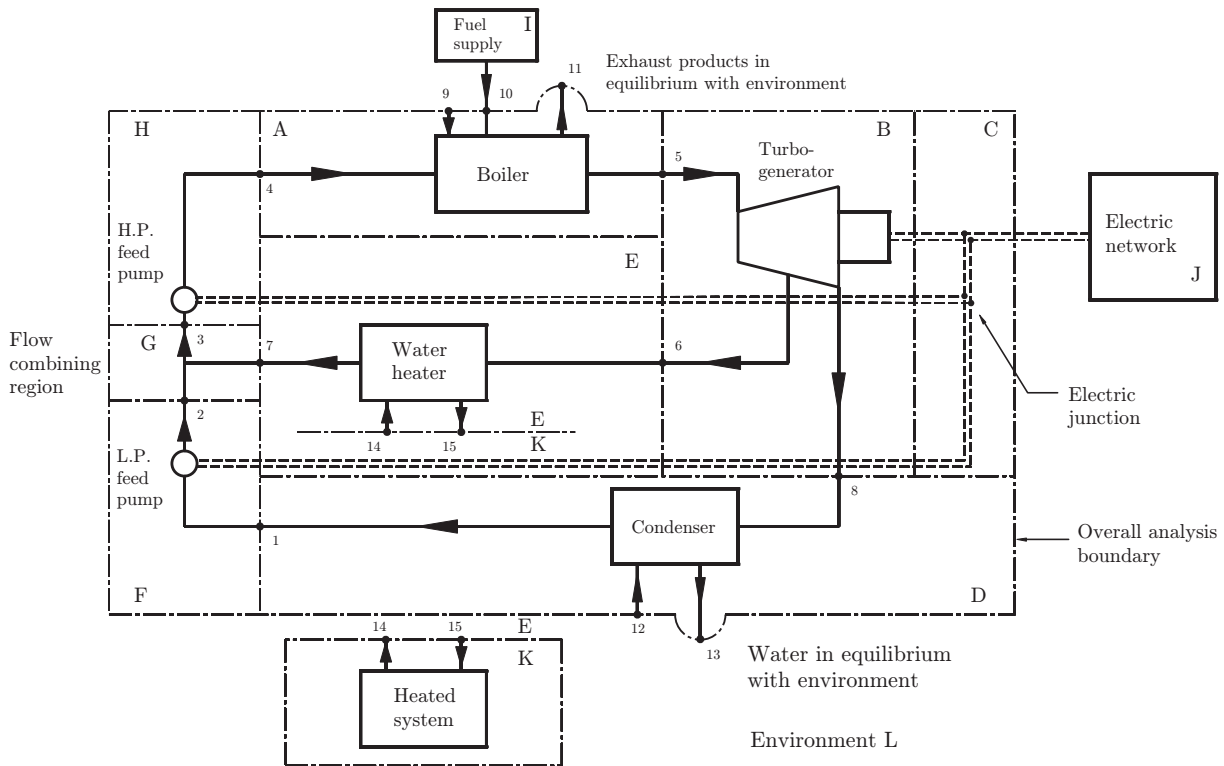 Fuel
supply
I
Exhaust products in
equilibrium with environment
11
9
10
H
A
B
C
Turbo-
generator
Boiler
4
5
Electric
network
J
H.P.
feed
pump
E
Flow
combining
region
G
3
7
Water
heater
6
Electric
junction
2
14
15
E
K
L.P.
feed
pump
8
Condenser
1
Overall analysis
boundary
F
D
12
13
14
15
E
K
Water in equilibrium
with environment
Heated
system
Environment L